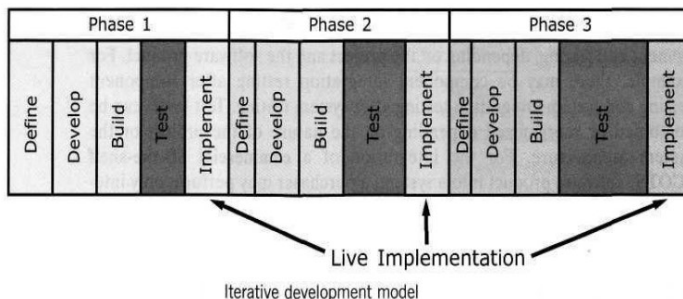 Phase 1
Phase 2
Phase 3
Define
Develop
Build
Test
Implement
Define
Develop
Build
Test
Implement
Define
Develop
Build
Test
Implement
Live Implementation
Iterative development model